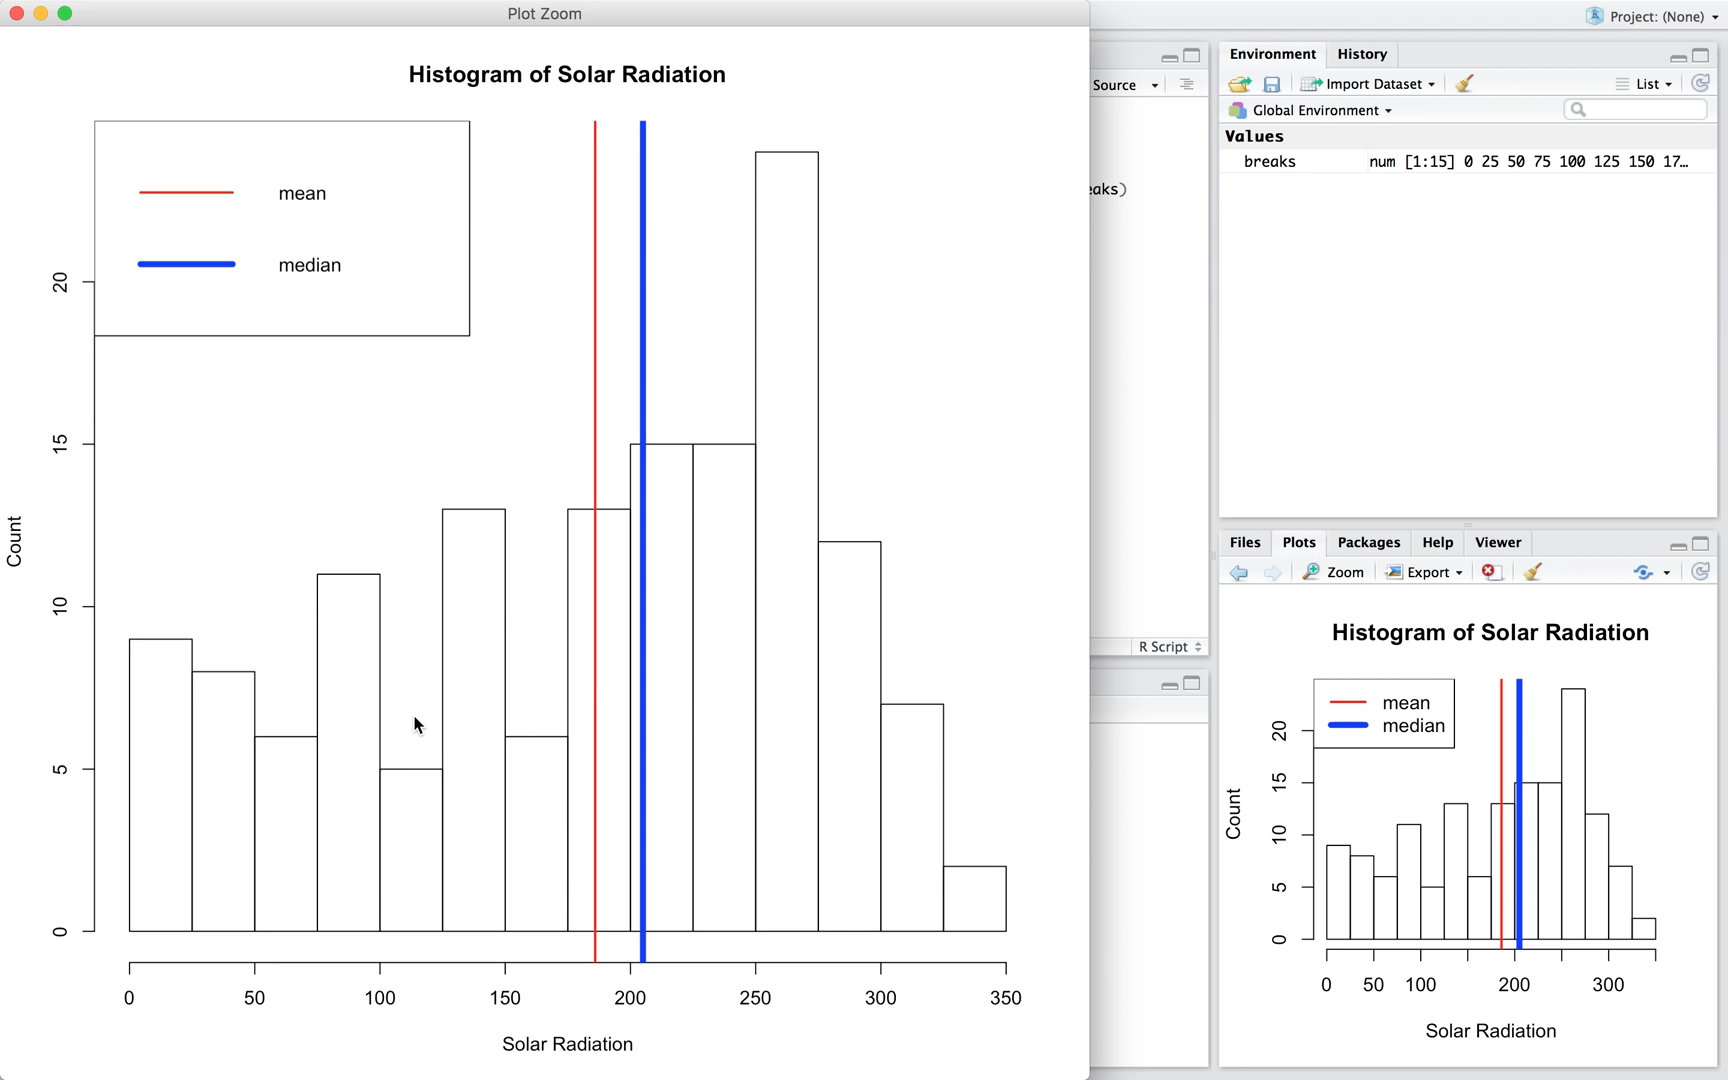 Plot Zoom
Histogram of Solar Radiation
mean
median
Count
20
15
10
5
0
0 50 100 150 200 250 300 350
Solar Radiation
Project: (None)
Source
eaks)
R Script
Environment History
Import Dataset List
Global Environment
Values
breaks num [1:15] 0 25 50 75 100 125 150 17…
Files Plots Packages Help Viewer
Zoom Export
Histogram of Solar Radiation
mean
median
Count
20
15
10
5
0
0 50 100 200 300
Solar Radiation